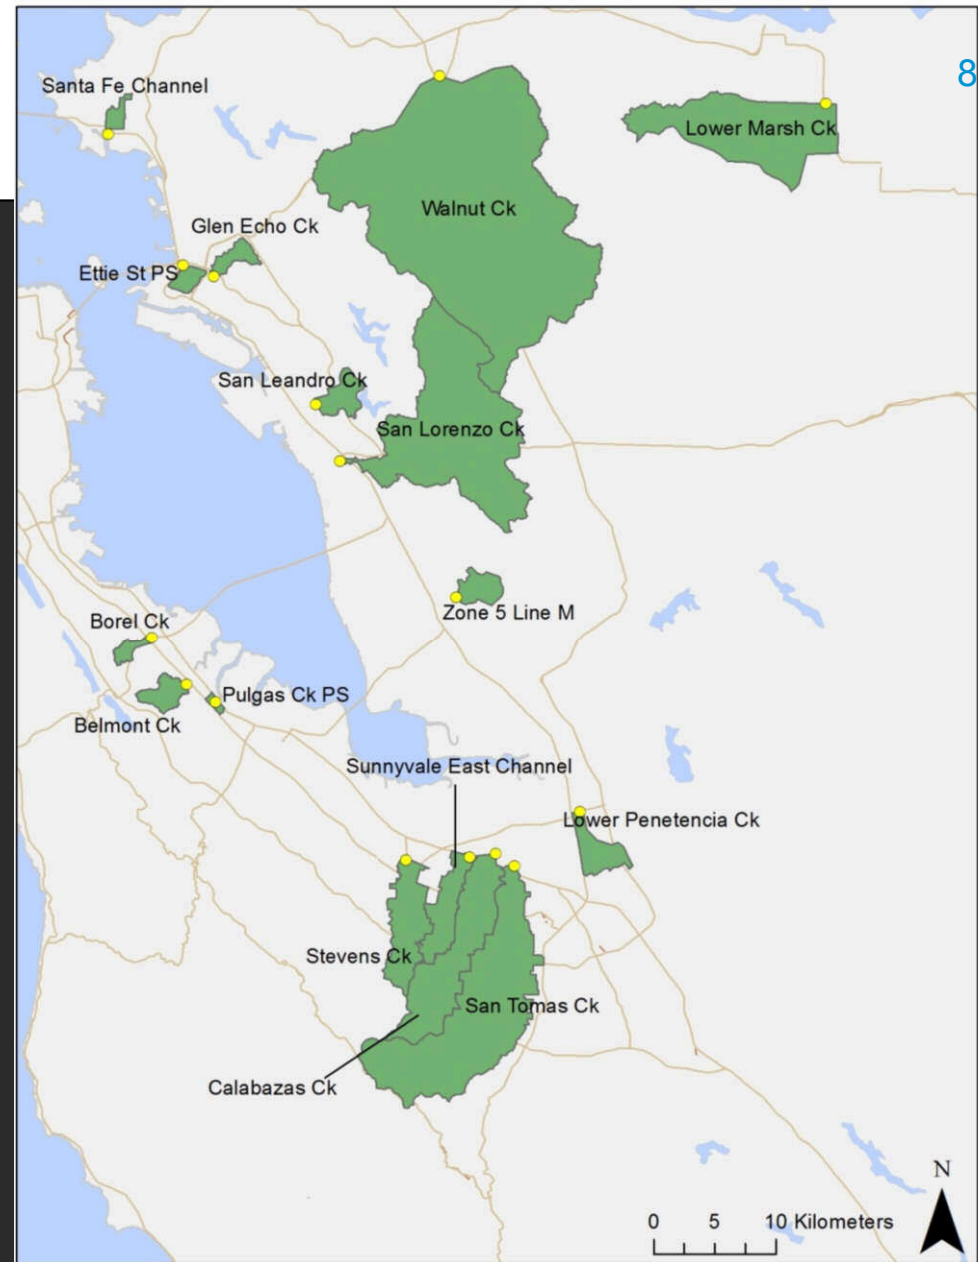 8
Santa Fe Channel
Lower Marsh Ck
Walnut Ck
Glen Echo Ck
Ettie St PS
San Leandro Ck
San Lorenzo Ck
Zone 5 Line M
Borel Ck
Pulgas Ck PS
Belmont Ck
Sunnyvale East Channel
Lower Penetencia Ck
Stevens Ck
San Tomas Ck
Calabazas Ck
N
0 5 10 Kilometers